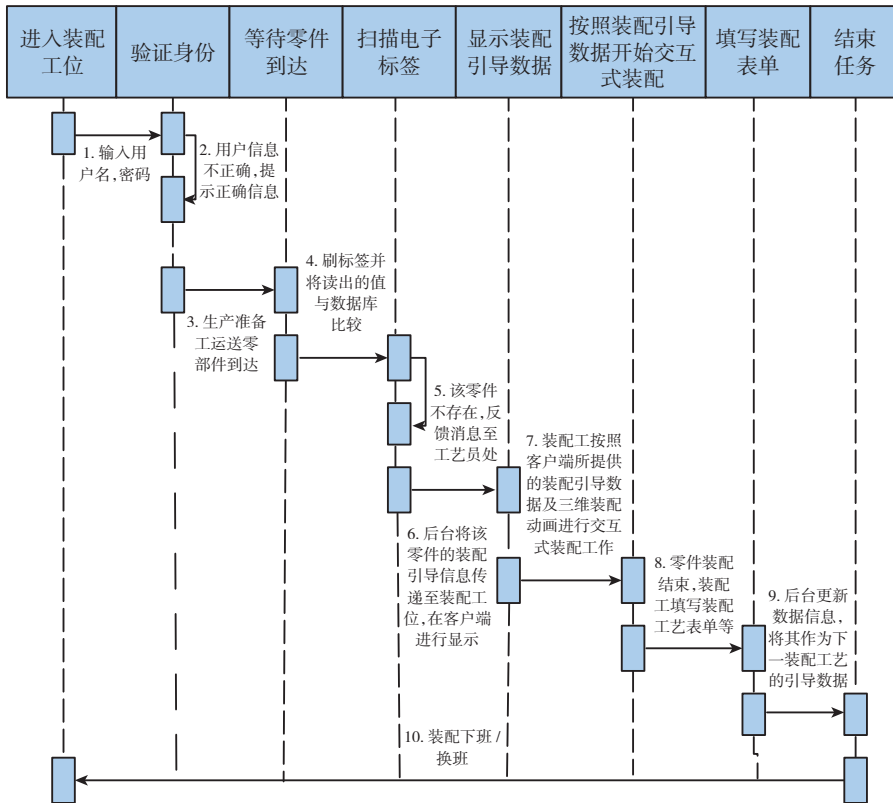 进入装配
工位
验证身份
等待零件
到达
扫描电子
标签
显示装配
引导数据
按照装配引导
数据开始交互
式装配
填写装配
表单
结束
任务
1. 输入用
户名,密码
2. 用户信息
不正确,提
示正确信息
3. 生产准备
工运送零
部件到达
4. 刷标签并
将读出的值
与数据库
比较
5. 该零件
不存在,反
馈消息至
工艺员处
6. 后台将该
零件的装配
引导信息传
递至装配工
位,在客户端
进行显示
7. 装配工按照
客户端所提供
的装配引导数
据及三维装配
动画进行交互
式装配工作
8. 零件装配
结束,装配
工填写装配
工艺表单等
9. 后台更新
数据信息,
将其作为下
一装配工艺
的引导数据
10. 装配下班 /
换班